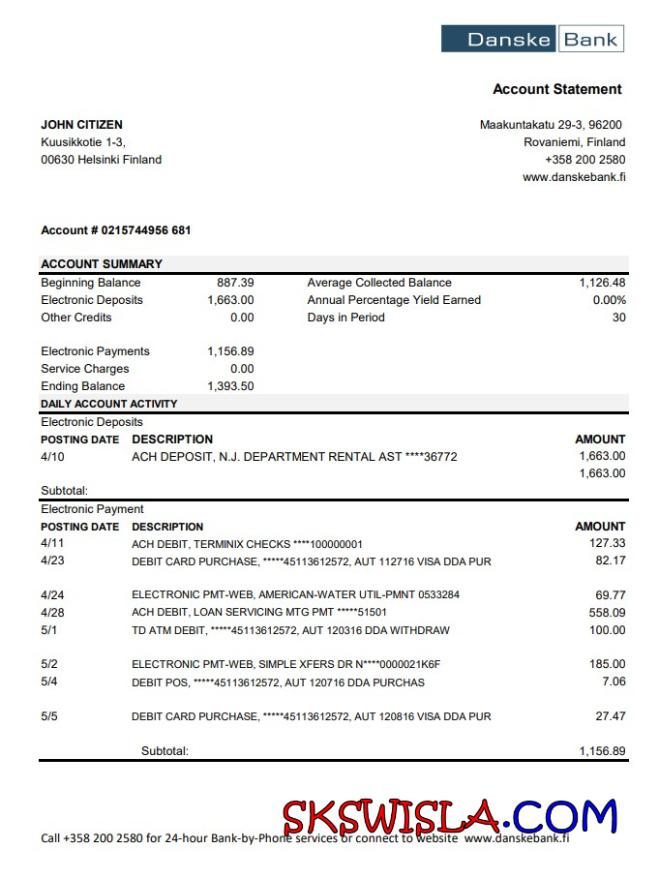 Danske Bank
Account Statement
JOHN CITIZEN
Kuusikkotie 1-3,
00630 Helsinki Finland
Maakuntakatu 29-3, 96200
Rovaniemi, Finland
+358 200 2580
www.danskebank.fi
Account # 0215744956 681
ACCOUNT SUMMARY
Beginning Balance 887.39 Average Collected Balance 1,126.48
Electronic Deposits 1,663.00 Annual Percentage Yield Earned 0.00%
Other Credits 0.00 Days in Period 30
Electronic Payments 1,156.89
Service Charges 0.00
Ending Balance 1,393.50
DAILY ACCOUNT ACTIVITY
Electronic Deposits
POSTING DATE DESCRIPTION AMOUNT
4/10 ACH DEPOSIT, N.J. DEPARTMENT RENTAL AST ****36772 1,663.00
1,663.00
Subtotal:
Electronic Payment
POSTING DATE DESCRIPTION AMOUNT
4/11 ACH DEBIT, TERMINIX CHECKS ****100000001 127.33
4/23 DEBIT CARD PURCHASE, *****45113612572, AUT 112716 VISA DDA PUR 82.17
4/24 ELECTRONIC PMT-WEB, AMERICAN-WATER UTIL-PMNT 0533284 69.77
4/28 ACH DEBIT, LOAN SERVICING MTG PMT *****51501 558.09
5/1 TD ATM DEBIT, *****45113612572, AUT 120316 DDA WITHDRAW 100.00
5/2 ELECTRONIC PMT-WEB, SIMPLE XFERS DR N****0000021K6F 185.00
5/4 DEBIT POS, *****45113612572, AUT 120716 DDA PURCHAS 7.06
5/5 DEBIT CARD PURCHASE, *****45113612572, AUT 120816 VISA DDA PUR 27.47
Subtotal: 1,156.89
SKSWISLA.COM
Call +358 200 2580 for 24-hour Bank-by-Phone services or connect to website www.danskebank.fi